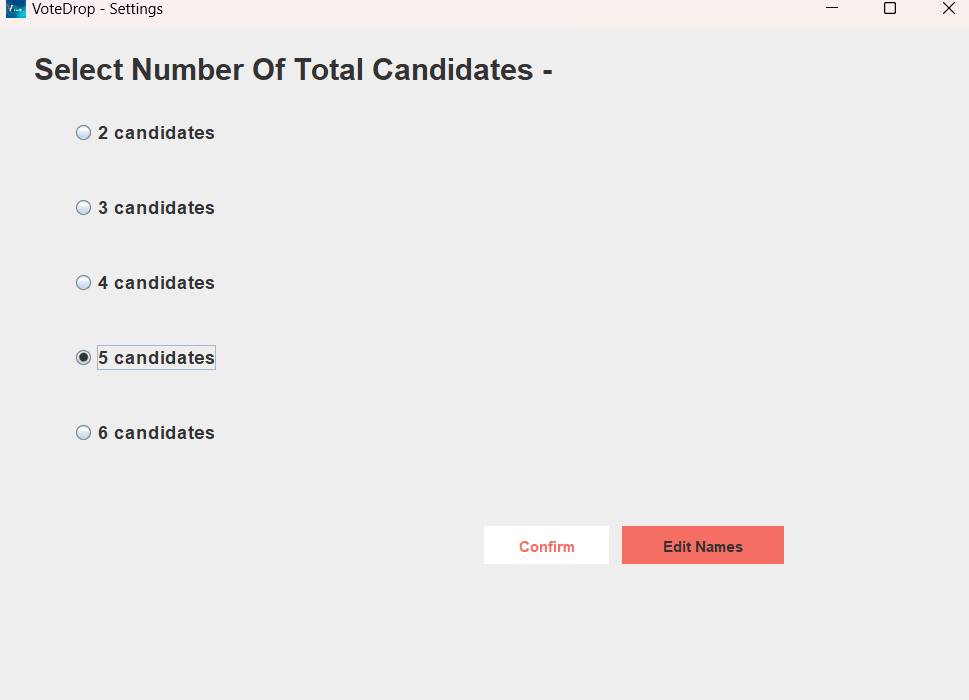 VoteDrop - Settings
Select Number Of Total Candidates -
2 candidates
3 candidates
4 candidates
5 candidates
6 candidates
Confirm
Edit Names